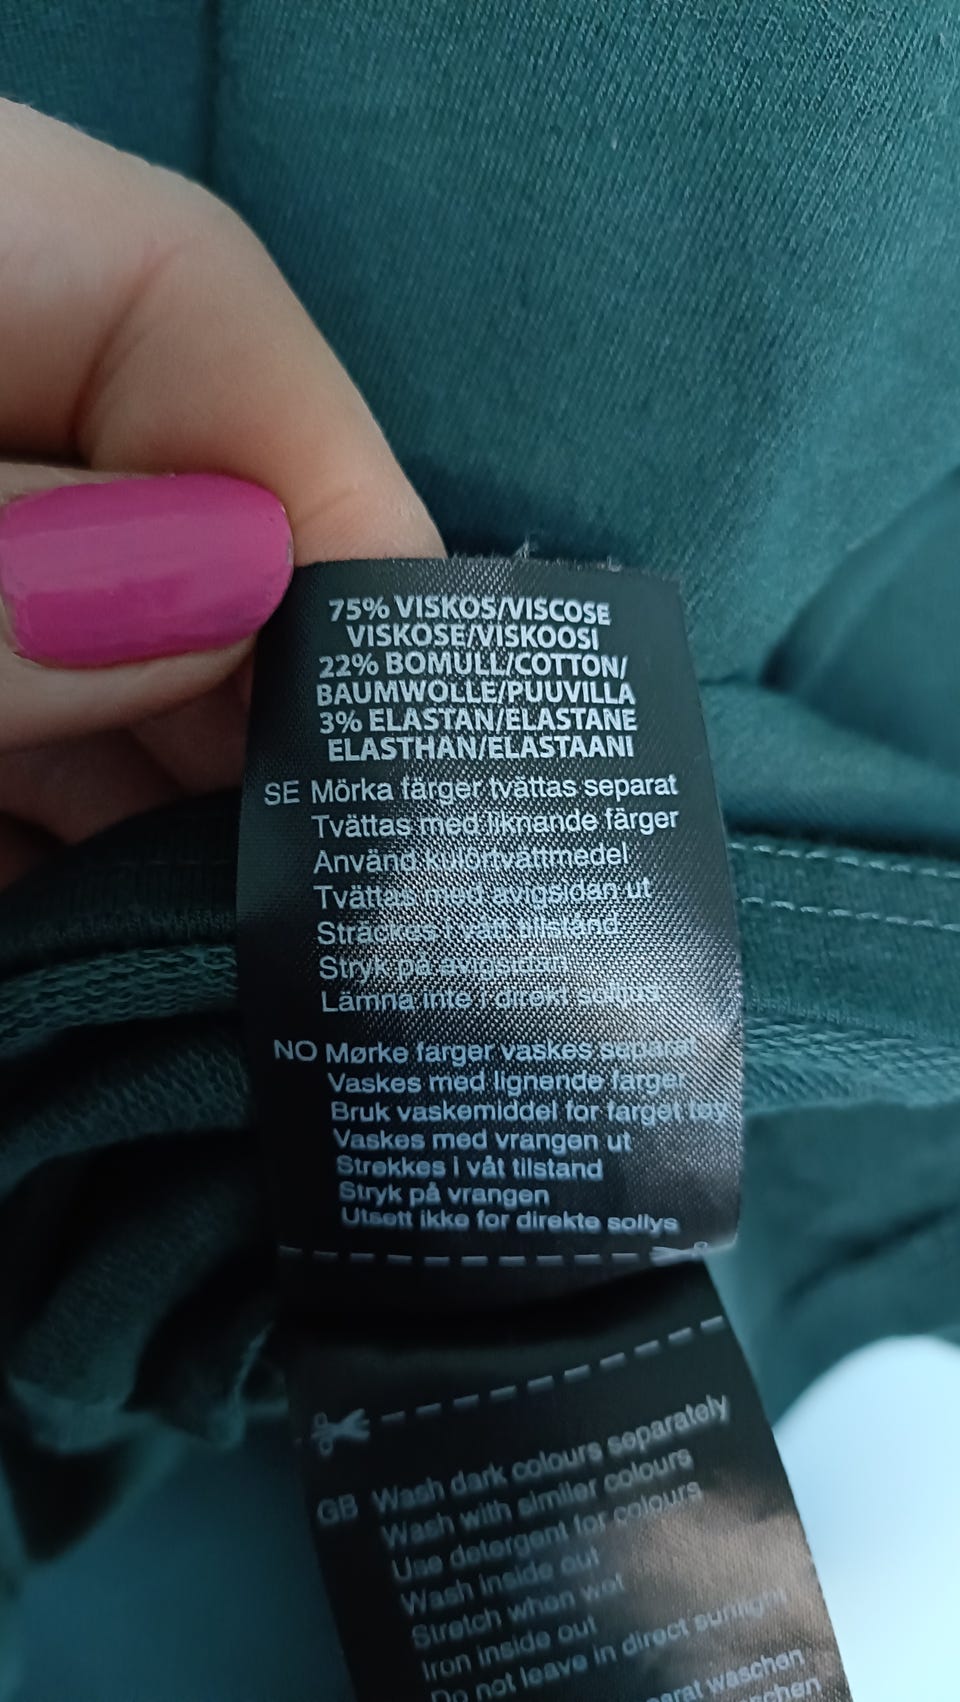 75% VISKOS/VISCOSE
VISKOSE/VISKOOSI
22% BOMULL/COTTON/
BAUMWOLLE/PUUVILLA
3% ELASTAN/ELASTANE
ELASTHAN/ELASTAANI
SE Mörka färger tvättas separat
Tvättas med liknande färger
Använd kulörtvättmedel
Tvättas med avigsidan ut
Sträckes i vått tillstånd
Stryk på avigsidan
Lämna inte i direkt solljus
NO Mørke farger vaskes separat
Vaskes med lignende farger
Bruk vaskemiddel for farget tøy
Vaskes med vrangen ut
Strekkes i våt tilstand
Stryk på vrangen
Utsett ikke for direkte sollys
GB Wash dark colours separately
Wash with similer colours
Use detergent for colours
Wash inside out
Stretch when wet
Iron inside out
Do not leave in direct sunlight
waschen